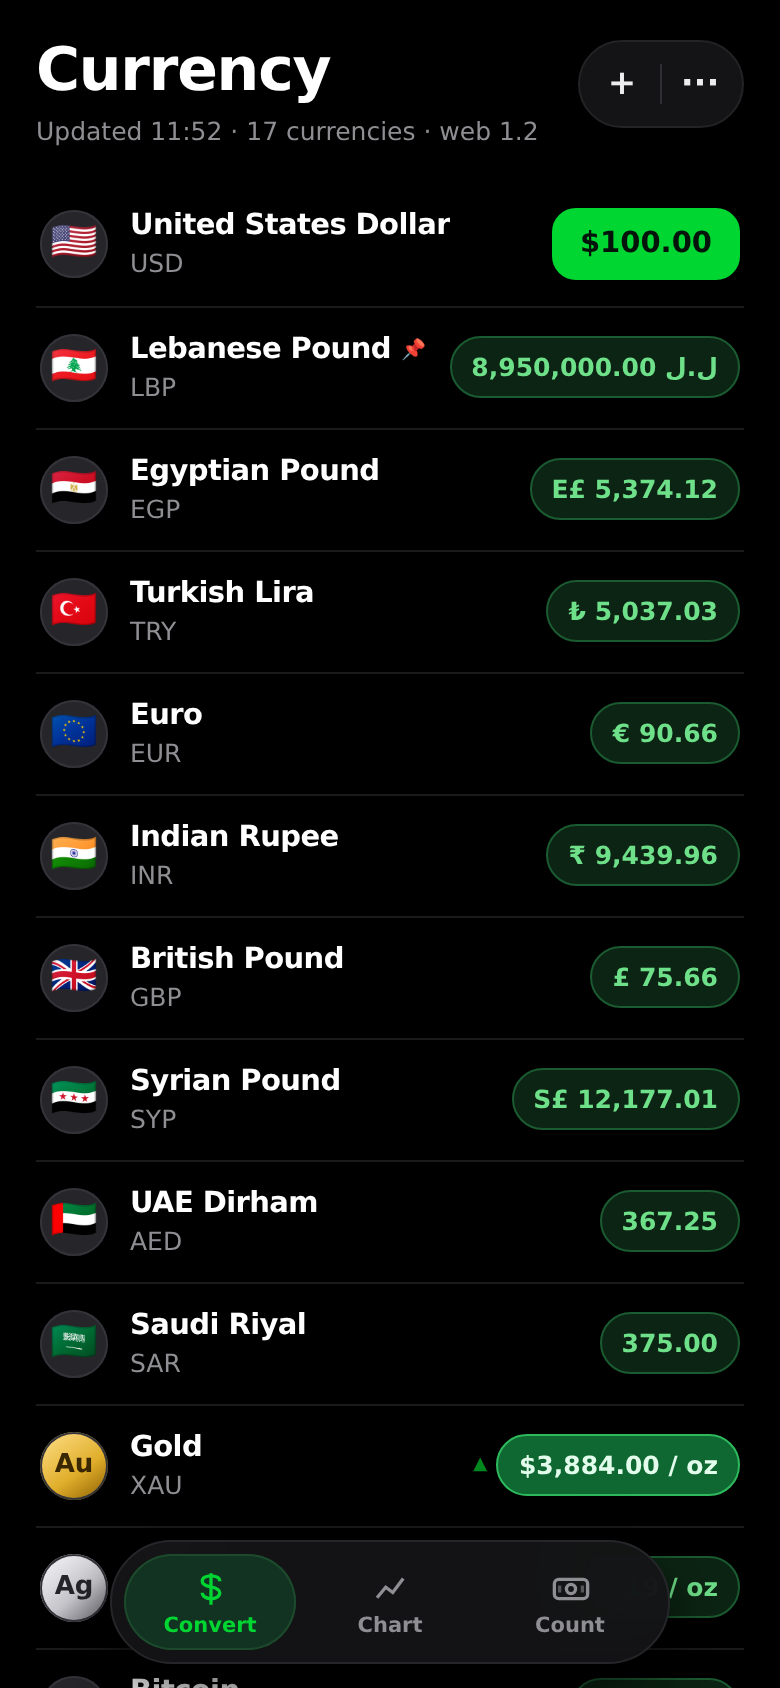 Currency
Updated 11:52 · 17 currencies · web 1.2
+ ···
United States Dollar
USD
$100.00
Lebanese Pound 📌
LBP
8,950,000.00 ل.ل
Egyptian Pound
EGP
E£ 5,374.12
Turkish Lira
TRY
₺ 5,037.03
Euro
EUR
€ 90.66
Indian Rupee
INR
₹ 9,439.96
British Pound
GBP
£ 75.66
Syrian Pound
SYP
S£ 12,177.01
UAE Dirham
AED
367.25
Saudi Riyal
SAR
375.00
Au
Gold
XAU
▲ $3,884.00 / oz
Ag
/ oz
$
Convert
Chart
Count
Bitcoin